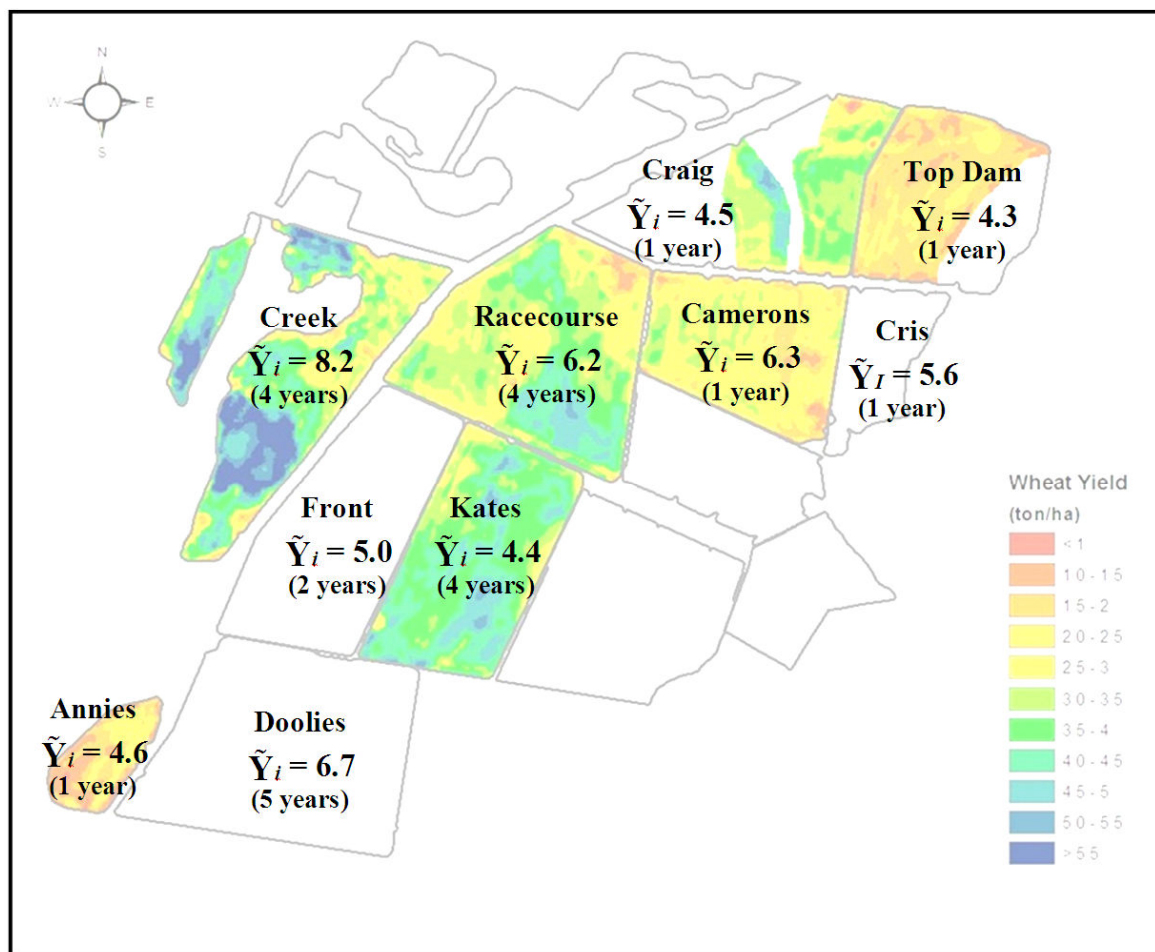 N
W E
S
Craig
Ỹi = 4.5
(1 year)
Top Dam
Ỹi = 4.3
(1 year)
Creek
Ỹi = 8.2
(4 years)
Racecourse
Ỹi = 6.2
(4 years)
Camerons
Ỹi = 6.3
(1 year)
Cris
ỸI = 5.6
(1 year)
Front
Ỹi = 5.0
(2 years)
Kates
Ỹi = 4.4
(4 years)
Annies
Ỹi = 4.6
(1 year)
Doolies
Ỹi = 6.7
(5 years)
Wheat Yield
(ton/ha)
< 1
1.0 - 1.5
1.5 - 2
2.0 - 2.5
2.5 - 3
3.0 - 3.5
3.5 - 4
4.0 - 4.5
4.5 - 5
5.0 - 5.5
> 5.5